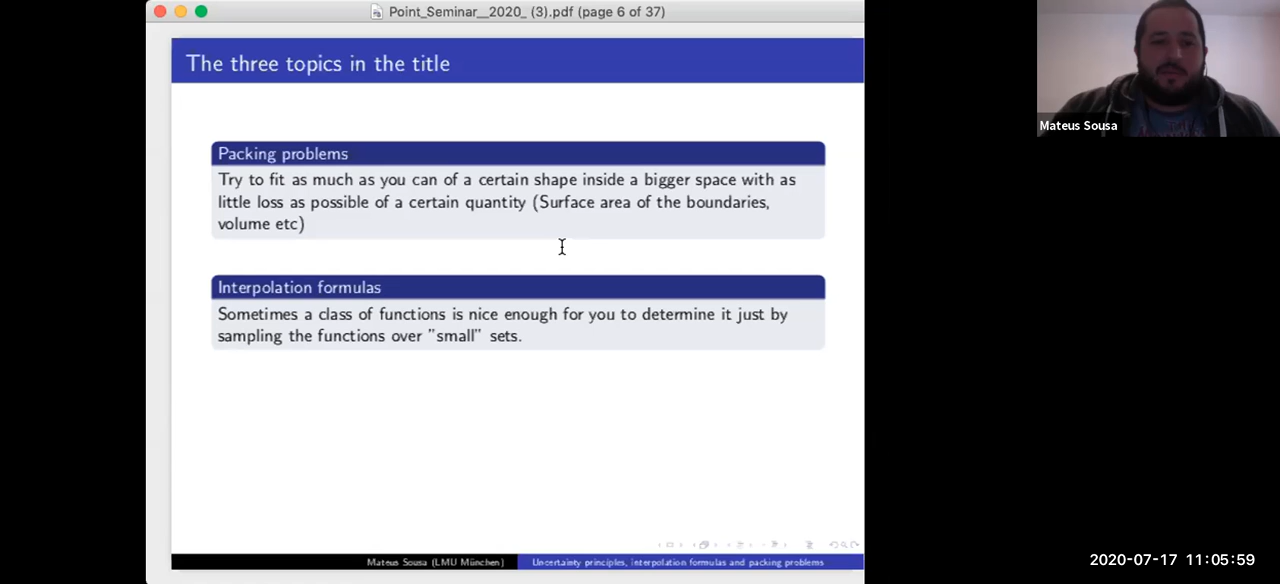 Point_Seminar__2020_ (3).pdf (page 6 of 37)
The three topics in the title
Packing problems
Try to fit as much as you can of a certain shape inside a bigger space with as
little loss as possible of a certain quantity (Surface area of the boundaries,
volume etc)
Interpolation formulas
Sometimes a class of functions is nice enough for you to determine it just by
sampling the functions over "small" sets.
Mateus Sousa (LMU München)
Uncertainty principles, interpolation formulas and packing problems
Mateus Sousa
2020-07-17 11:05:59